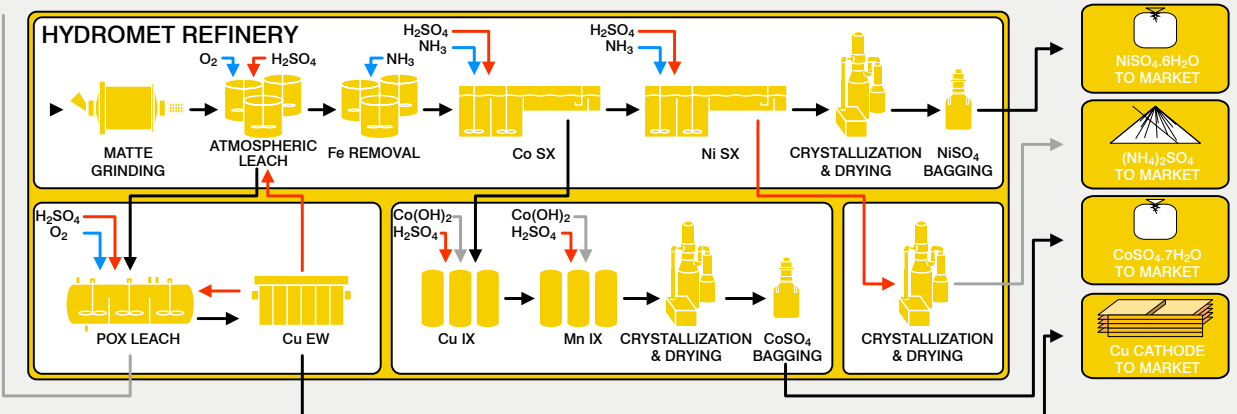 HYDROMET REFINERY
O₂
H₂SO₄
NH₃
H₂SO₄
NH₃
H₂SO₄
NH₃
MATTE
GRINDING
ATMOSPHERIC
LEACH
Fe REMOVAL
Co SX
Ni SX
CRYSTALLIZATION
& DRYING
NiSO₄
BAGGING
H₂SO₄
O₂
POX LEACH
Cu EW
Co(OH)₂
H₂SO₄
Co(OH)₂
H₂SO₄
Cu IX
Mn IX
CRYSTALLIZATION
& DRYING
CoSO₄
BAGGING
CRYSTALLIZATION
& DRYING
NiSO₄.6H₂O
TO MARKET
(NH₄)₂SO₄
TO MARKET
CoSO₄.7H₂O
TO MARKET
Cu CATHODE
TO MARKET